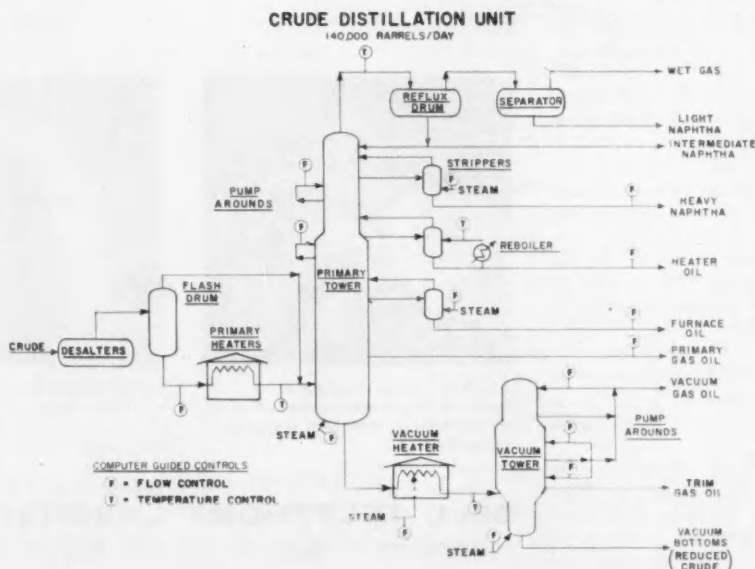 CRUDE DISTILLATION UNIT
140,000 BARRELS/DAY
T
WET GAS
REFLUX
DRUM
SEPARATOR
LIGHT
NAPHTHA
INTERMEDIATE
NAPHTHA
STRIPPERS
F
F
STEAM
PUMP
AROUNDS
F
HEAVY
NAPHTHA
F
T
REBOILER
F
HEATER
OIL
PRIMARY
TOWER
FLASH
DRUM
F
STEAM
F
FURNACE
OIL
CRUDE
DESALTERS
PRIMARY
HEATERS
F
PRIMARY
GAS OIL
F
T
F
VACUUM
GAS OIL
STEAM
F
VACUUM
HEATER
PUMP
AROUNDS
F
VACUUM
TOWER
F
COMPUTER GUIDED CONTROLS
F = FLOW CONTROL
T = TEMPERATURE CONTROL
TRIM
GAS OIL
T
STEAM
F
STEAM
F
VACUUM
BOTTOMS
(REDUCED
CRUDE)